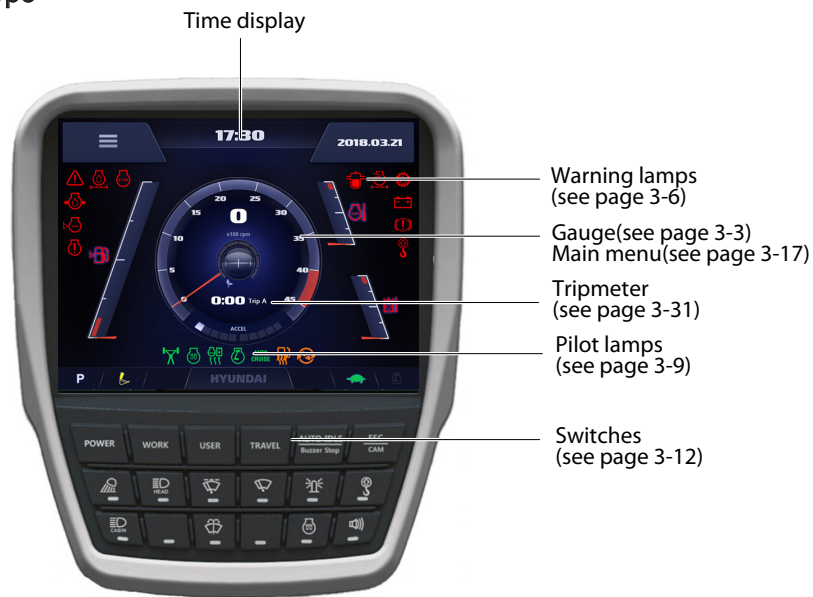 Time display
17:30
2018.03.21
Warning lamps
(see page 3-6)
Gauge(see page 3-3)
Main menu(see page 3-17)
Tripmeter
(see page 3-31)
Pilot lamps
(see page 3-9)
Switches
(see page 3-12)
0
x100 rpm
0
5
10
15
20
25
30
35
40
45
0:00 Trip A
ACCEL
CRUISE
P
HYUNDAI
POWER
WORK
USER
TRAVEL
AUTO IDLE
Buzzer Stop
ESC
CAM
HEAD
CABIN